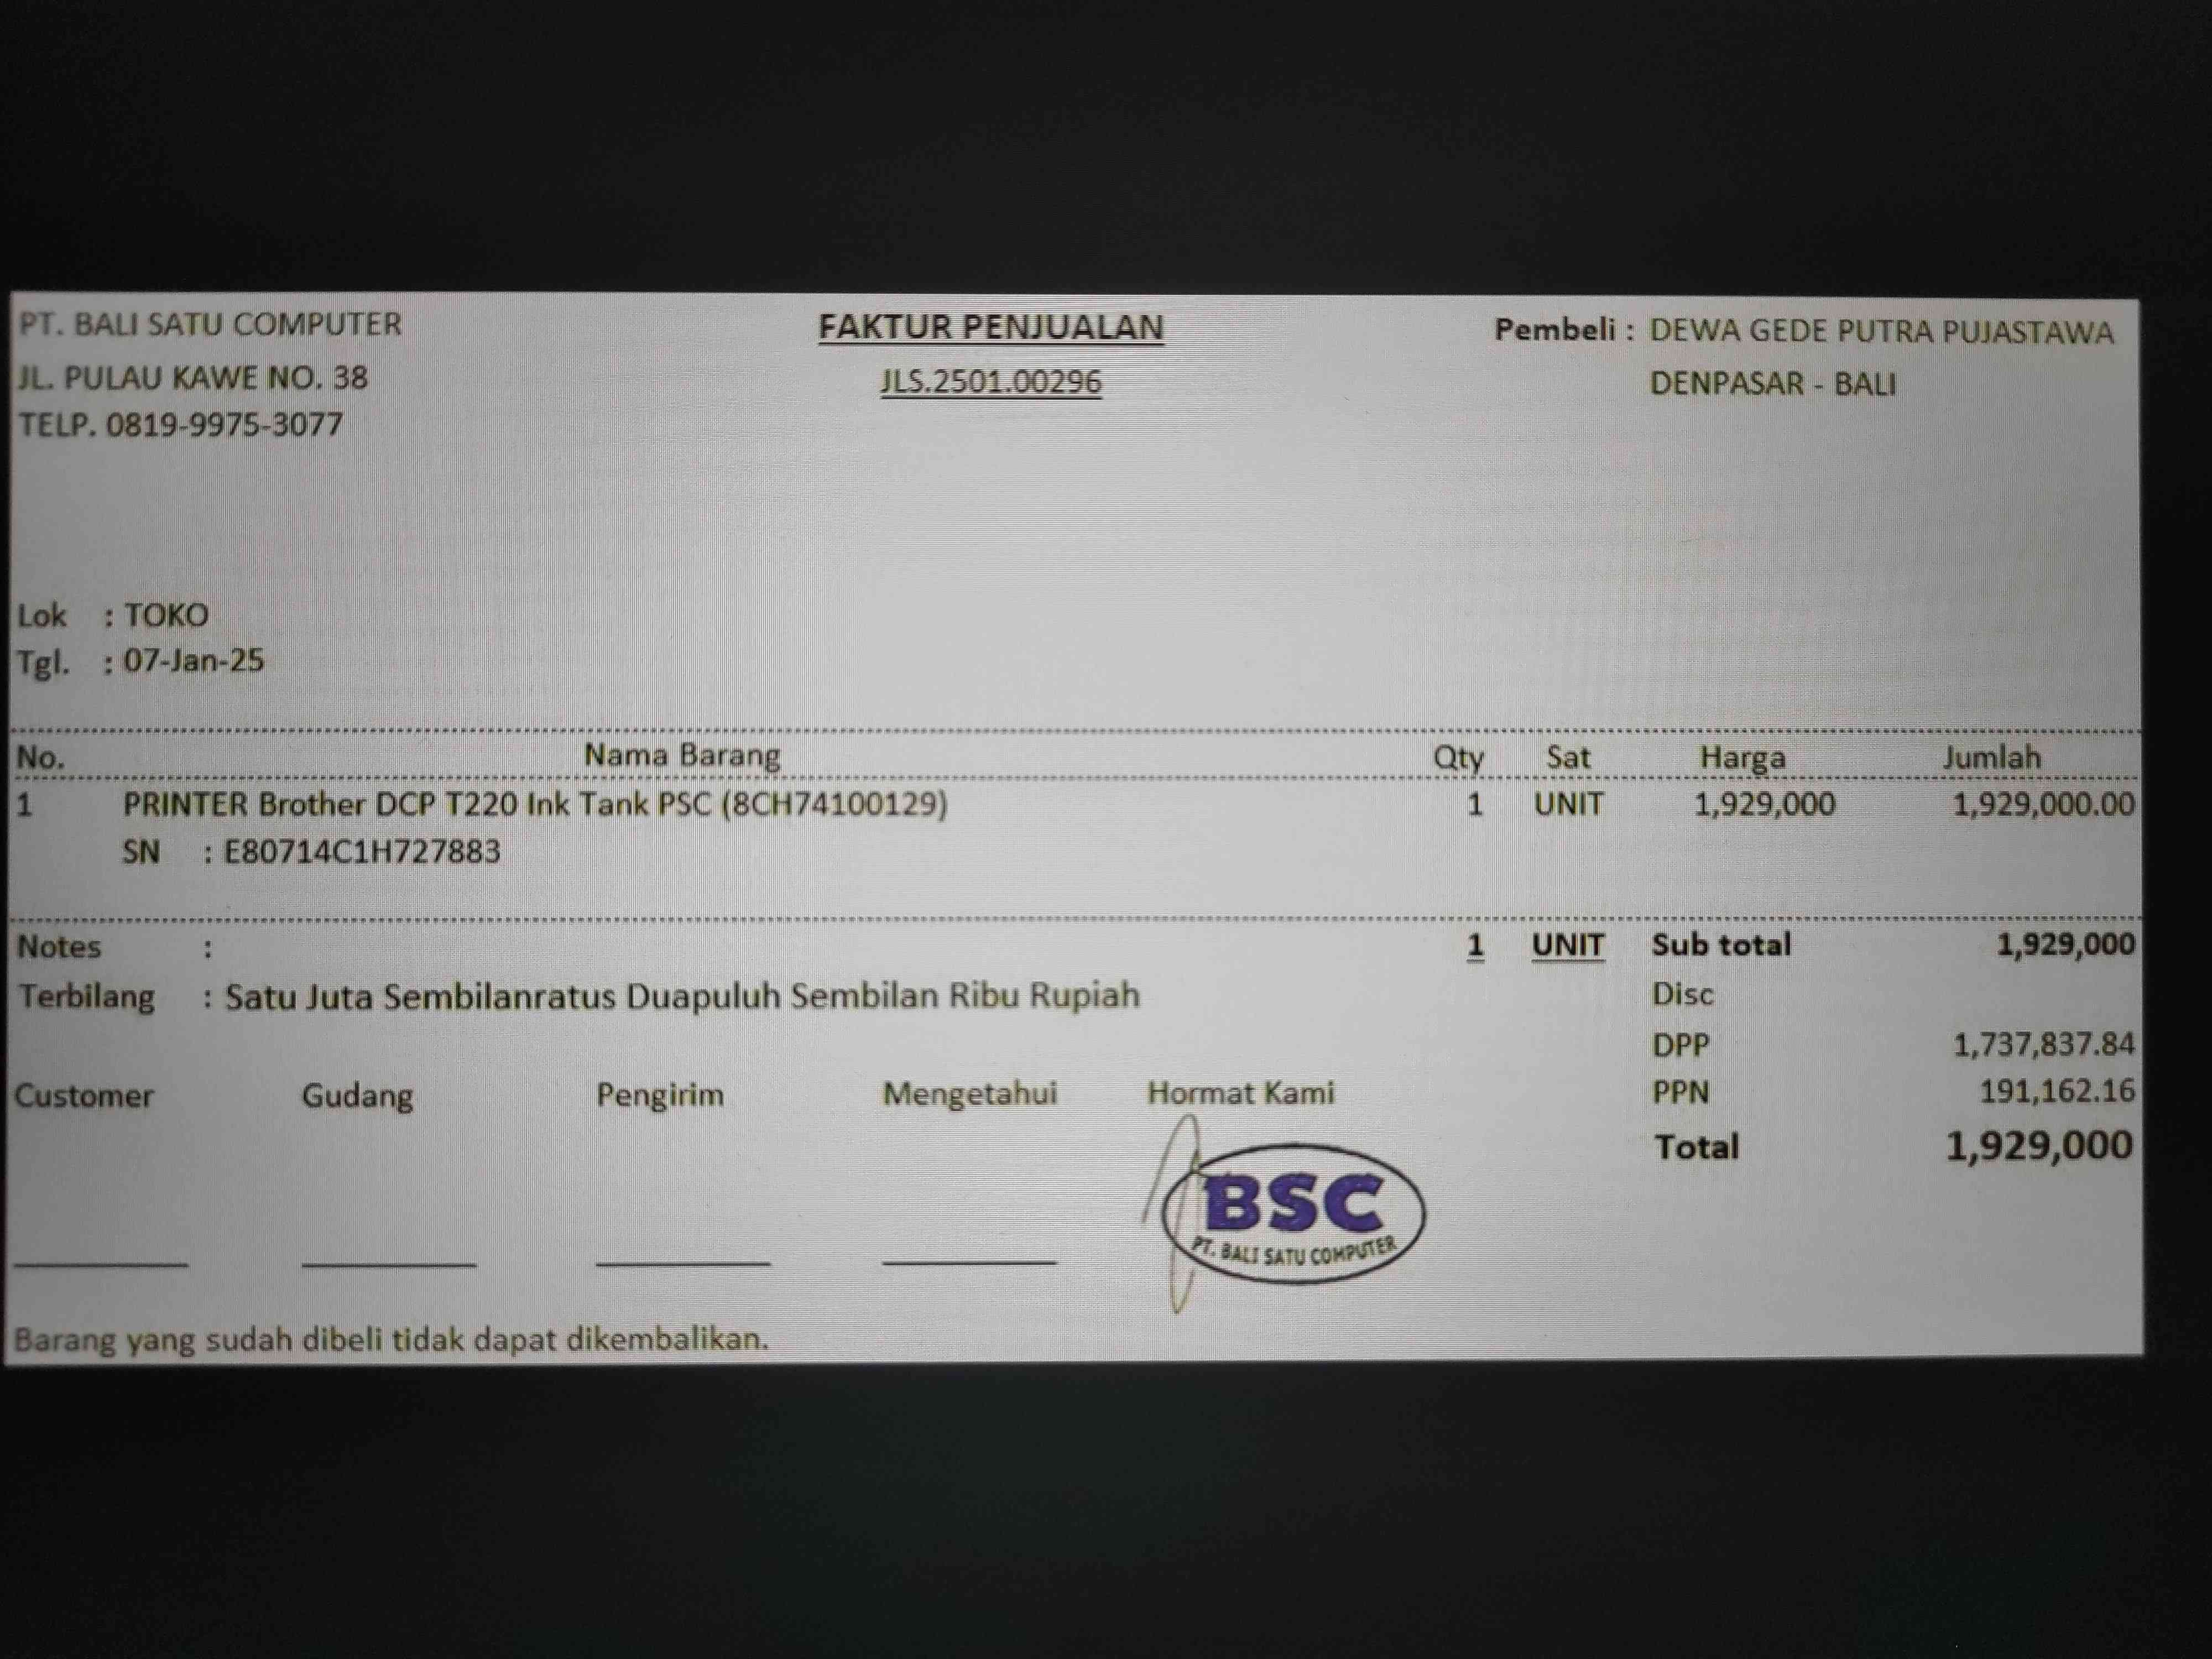 PT. BALI SATU COMPUTER
JL. PULAU KAWE NO. 38
TELP. 0819-9975-3077
FAKTUR PENJUALAN
JLS.2501.00296
Pembeli : DEWA GEDE PUTRA PUJASTAWA
DENPASAR - BALI
Lok : TOKO
Tgl. : 07-Jan-25
No. Nama Barang Qty Sat Harga Jumlah
1 PRINTER Brother DCP T220 Ink Tank PSC (8CH74100129) 1 UNIT 1,929,000 1,929,000.00
SN : E80714C1H727883
Notes : 1 UNIT Sub total 1,929,000
Terbilang : Satu Juta Sembilanratus Duapuluh Sembilan Ribu Rupiah Disc
DPP 1,737,837.84
Customer Gudang Pengirim Mengetahui Hormat Kami PPN 191,162.16
Total 1,929,000
BSC
PT. BALI SATU COMPUTER
Barang yang sudah dibeli tidak dapat dikembalikan.